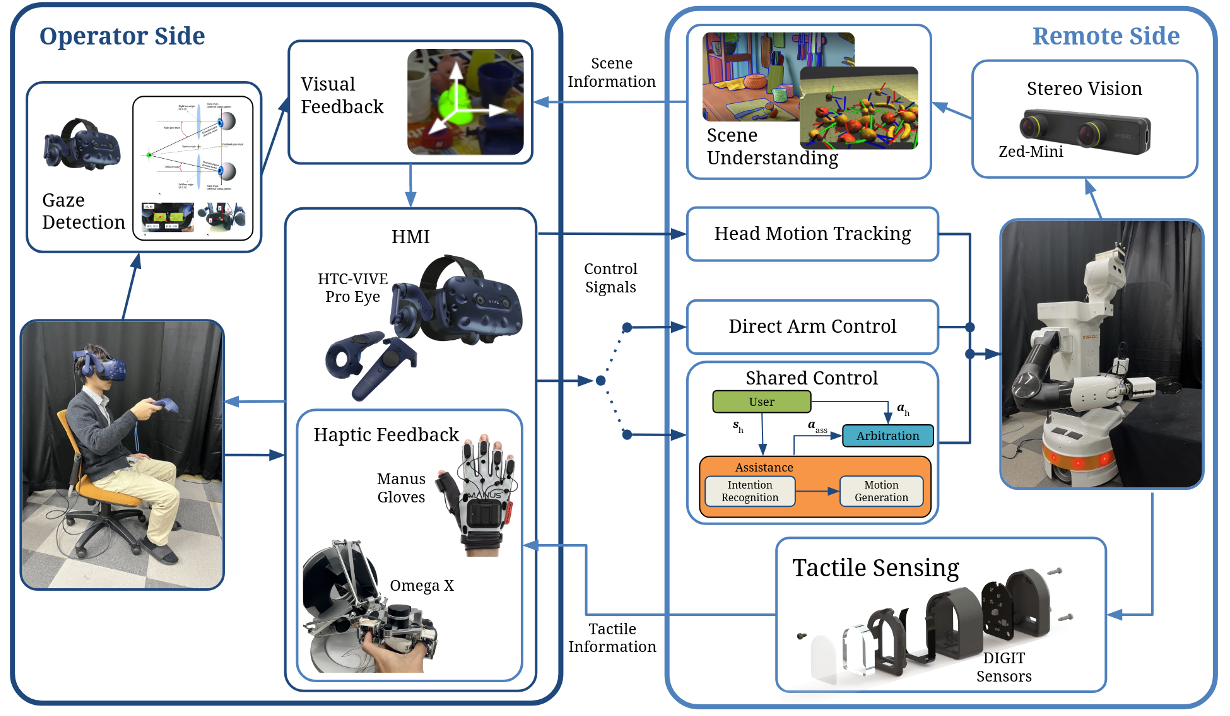 Operator Side
Gaze
Detection
Visual
Feedback
HMI
HTC-VIVE
Pro Eye
VIVE
Haptic Feedback
Manus
Gloves
MANUS
Omega X
Scene
Information
Control
Signals
Tactile
Information
Remote Side
Scene
Understanding
Stereo Vision
Zed-Mini
Head Motion Tracking
Direct Arm Control
Shared Control
User
a_h
s_h
a_ass
Arbitration
Assistance
Intention
Recognition
Motion
Generation
Tactile Sensing
DIGIT
Sensors